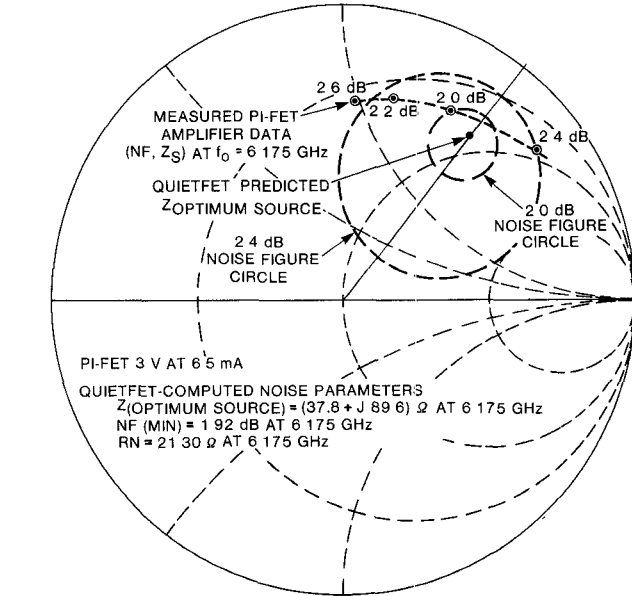 2 6 dB
2 2 dB
2 0 dB
2 4 dB
MEASURED PI-FET
AMPLIFIER DATA
(NF, ZS) AT fo = 6 175 GHz
QUIETFET PREDICTED
ZOPTIMUM SOURCE
2 4 dB
NOISE FIGURE
CIRCLE
2 0 dB
NOISE FIGURE
CIRCLE
PI-FET 3 V AT 6 5 mA
QUIETFET-COMPUTED NOISE PARAMETERS
Z(OPTIMUM SOURCE) = (37.8 + J 89 6) Ω AT 6 175 GHz
NF (MIN) = 1 92 dB AT 6 175 GHz
RN = 21 30 Ω AT 6 175 GHz